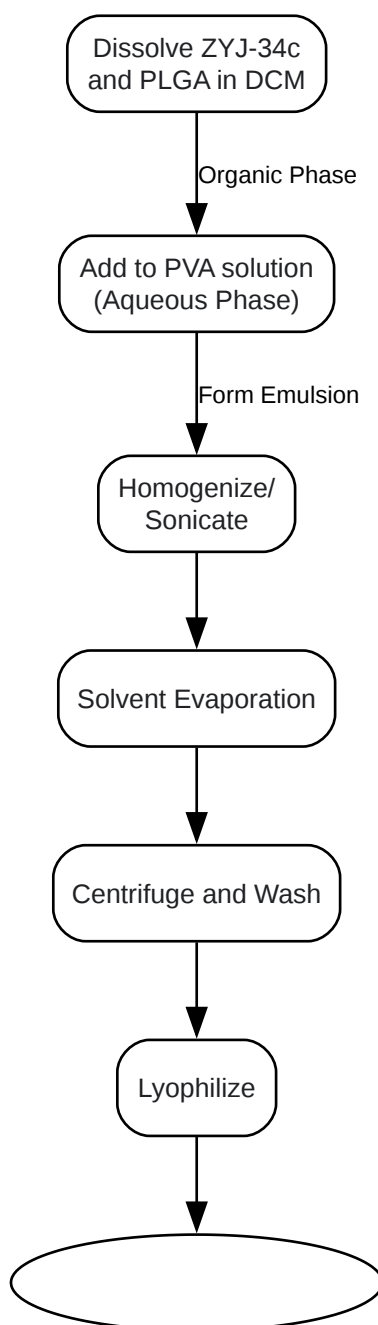 Dissolve ZYJ-34c
and PLGA in DCM
Organic Phase
Add to PVA solution
(Aqueous Phase)
Form Emulsion
Homogenize/
Sonicate
Solvent Evaporation
Centrifuge and Wash
Lyophilize